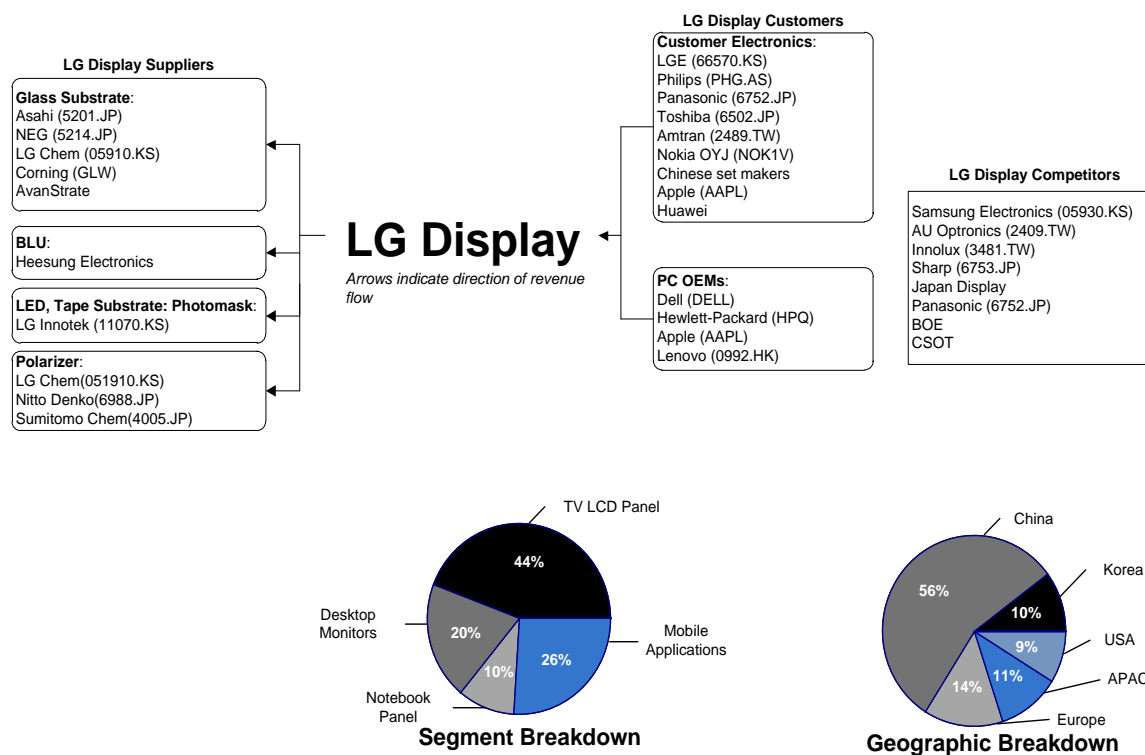 LG Display Suppliers
Glass Substrate:
Asahi (5201.JP)
NEG (5214.JP)
LG Chem (05910.KS)
Corning (GLW)
AvanStrate
BLU:
Heesung Electronics
LED, Tape Substrate: Photomask:
LG Innotek (11070.KS)
Polarizer:
LG Chem(051910.KS)
Nitto Denko(6988.JP)
Sumitomo Chem(4005.JP)
LG Display
Arrows indicate direction of revenue
flow
LG Display Customers
Customer Electronics:
LGE (66570.KS)
Philips (PHG.AS)
Panasonic (6752.JP)
Toshiba (6502.JP)
Amtran (2489.TW)
Nokia OYJ (NOK1V)
Chinese set makers
Apple (AAPL)
Huawei
PC OEMs:
Dell (DELL)
Hewlett-Packard (HPQ)
Apple (AAPL)
Lenovo (0992.HK)
LG Display Competitors
Samsung Electronics (05930.KS)
AU Optronics (2409.TW)
Innolux (3481.TW)
Sharp (6753.JP)
Japan Display
Panasonic (6752.JP)
BOE
CSOT
TV LCD Panel
44%
Desktop
Monitors
20%
10%
26%
Mobile
Applications
Notebook
Panel
Segment Breakdown
China
56%
Korea
10%
9%
USA
11%
APAC
14%
Europe
Geographic Breakdown